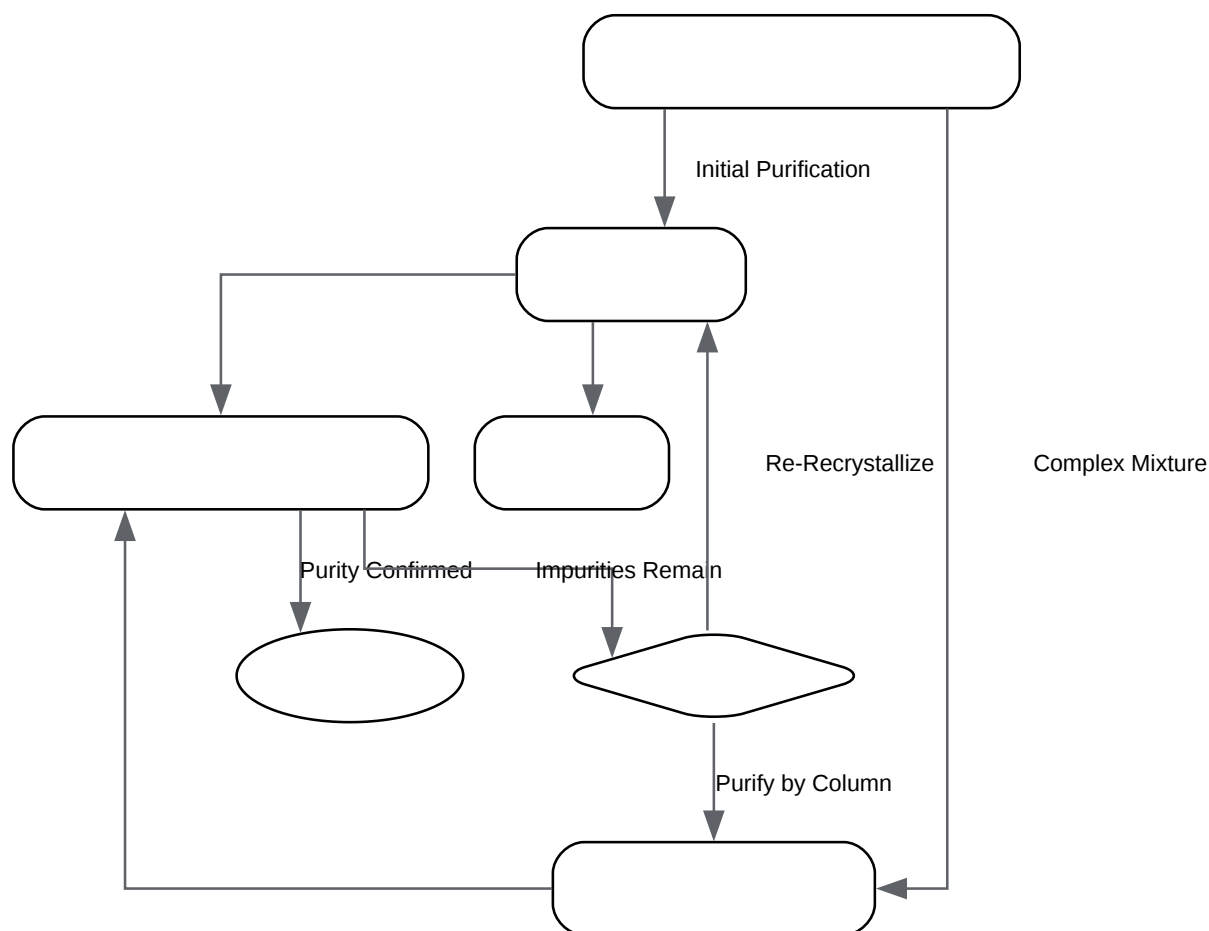 Initial Purification
Re-Recrystallize
Complex Mixture
Purity Confirmed
Impurities Remain
Purify by Column